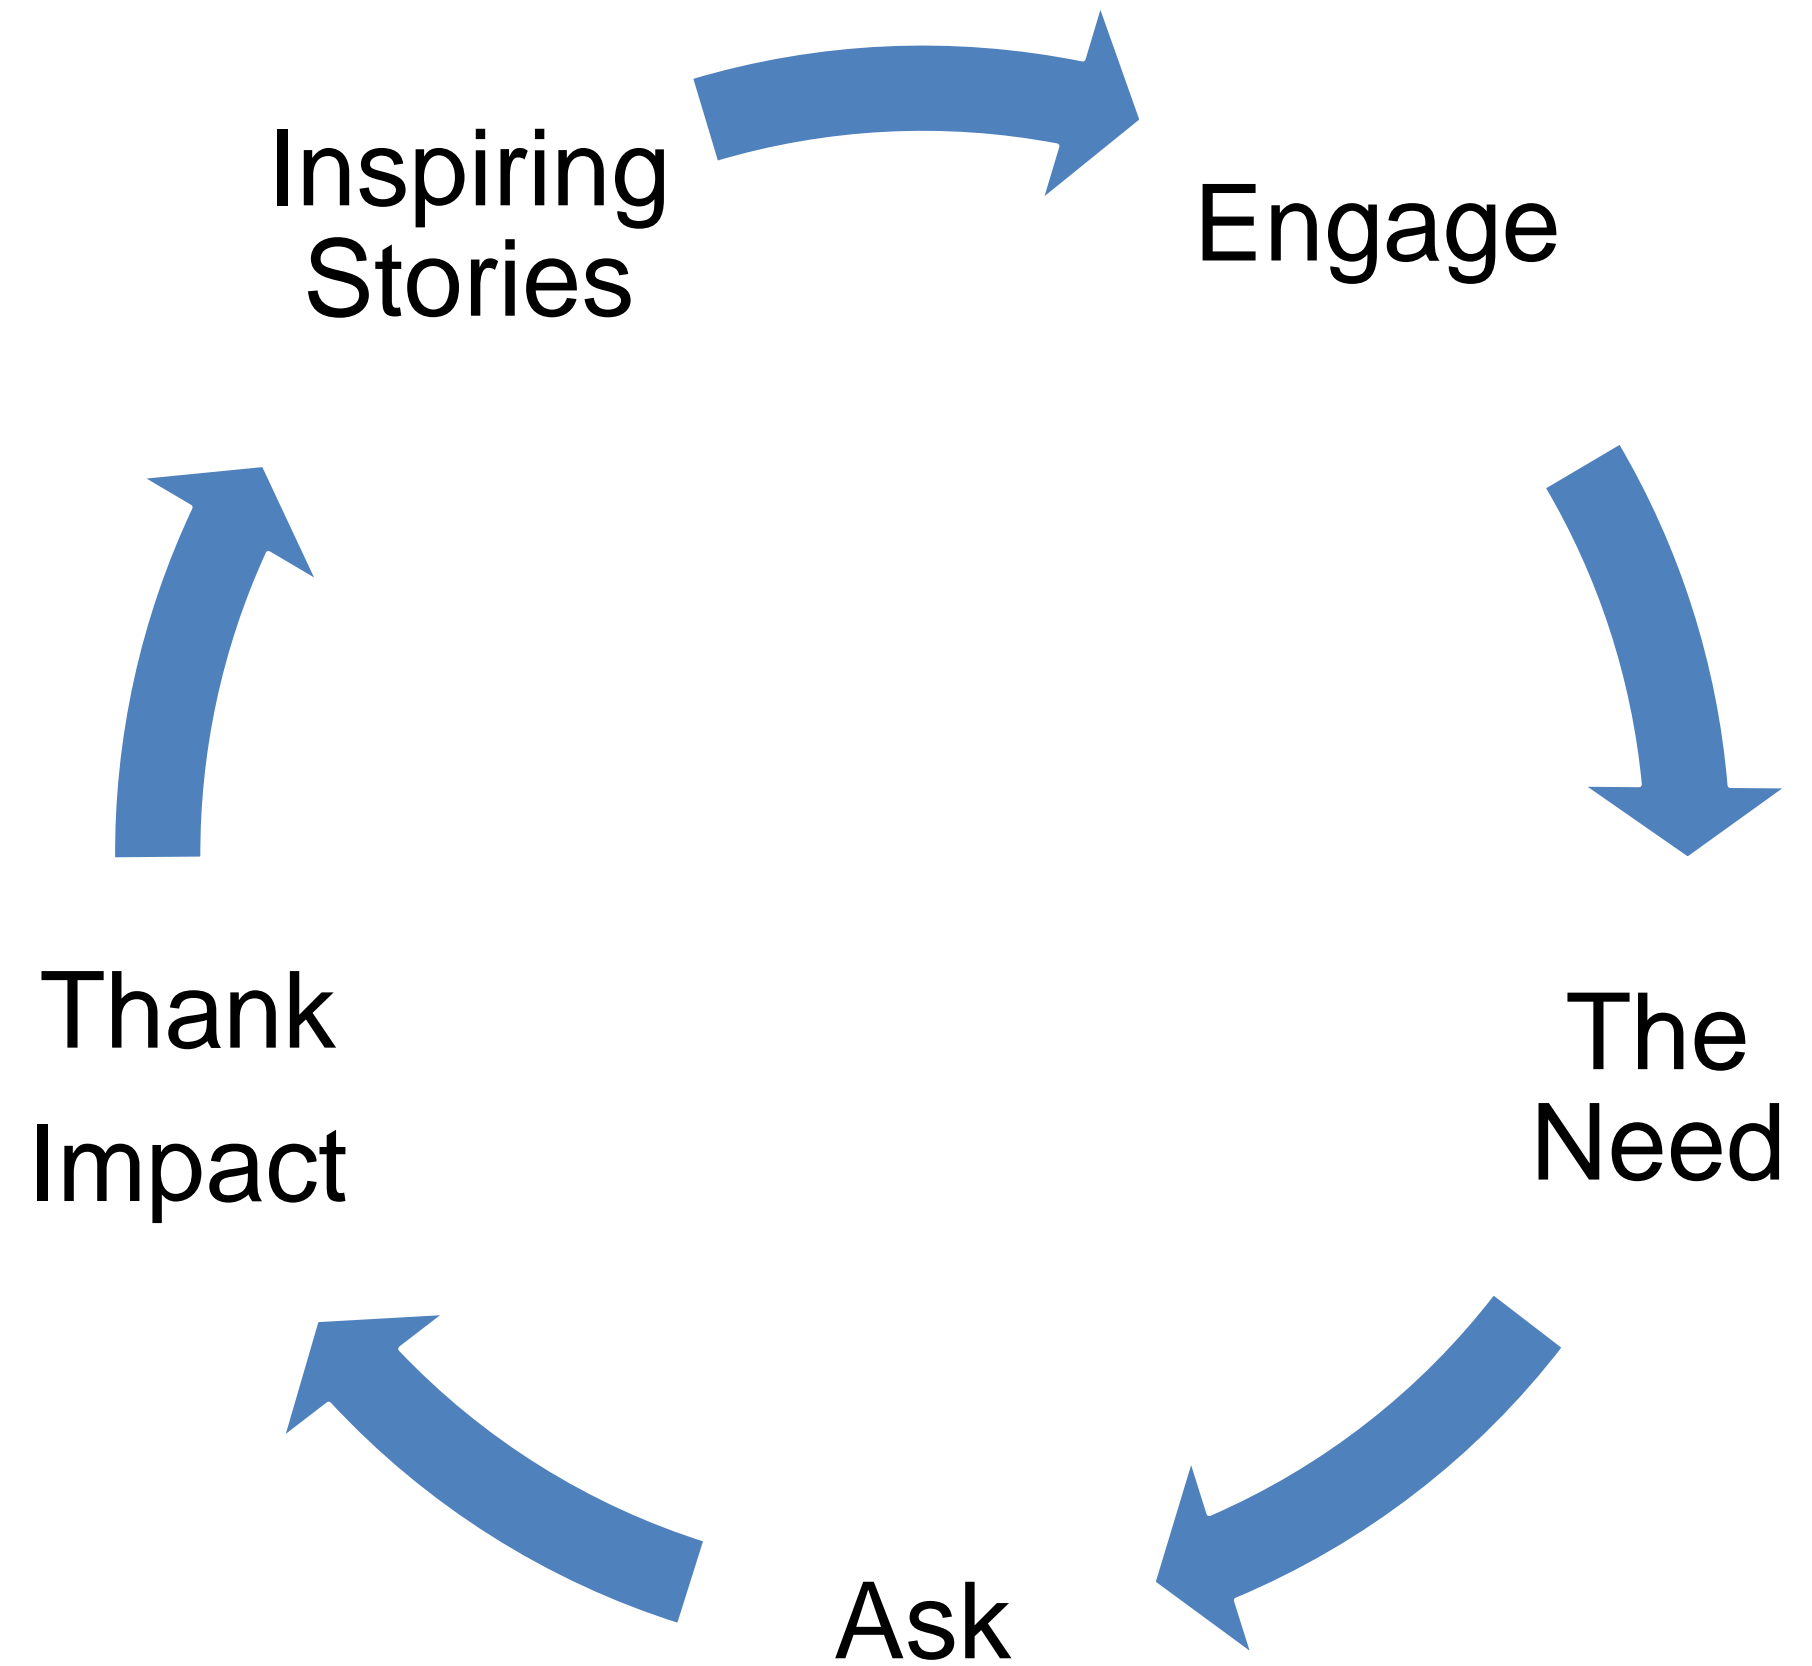 Inspiring
Stories
Engage
The
Need
Ask
Thank
Impact